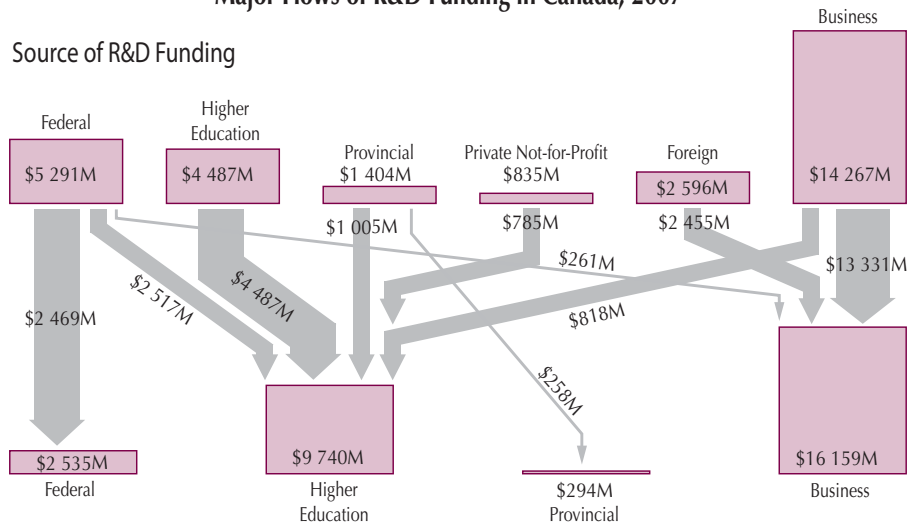 Major Flows of R&D Funding in Canada, 2007
Business
Source of R&D Funding
Federal
Higher
Education
Provincial
Private Not-for-Profit
Foreign
$5 291M
$4 487M
$1 404M
$835M
$2 596M
$14 267M
$1 005M
$785M
$2 455M
$261M
$13 331M
$2 517M
$4 487M
$2 469M
$818M
$258M
$2 535M
$9 740M
$294M
$16 159M
Federal
Higher
Education
Provincial
Business